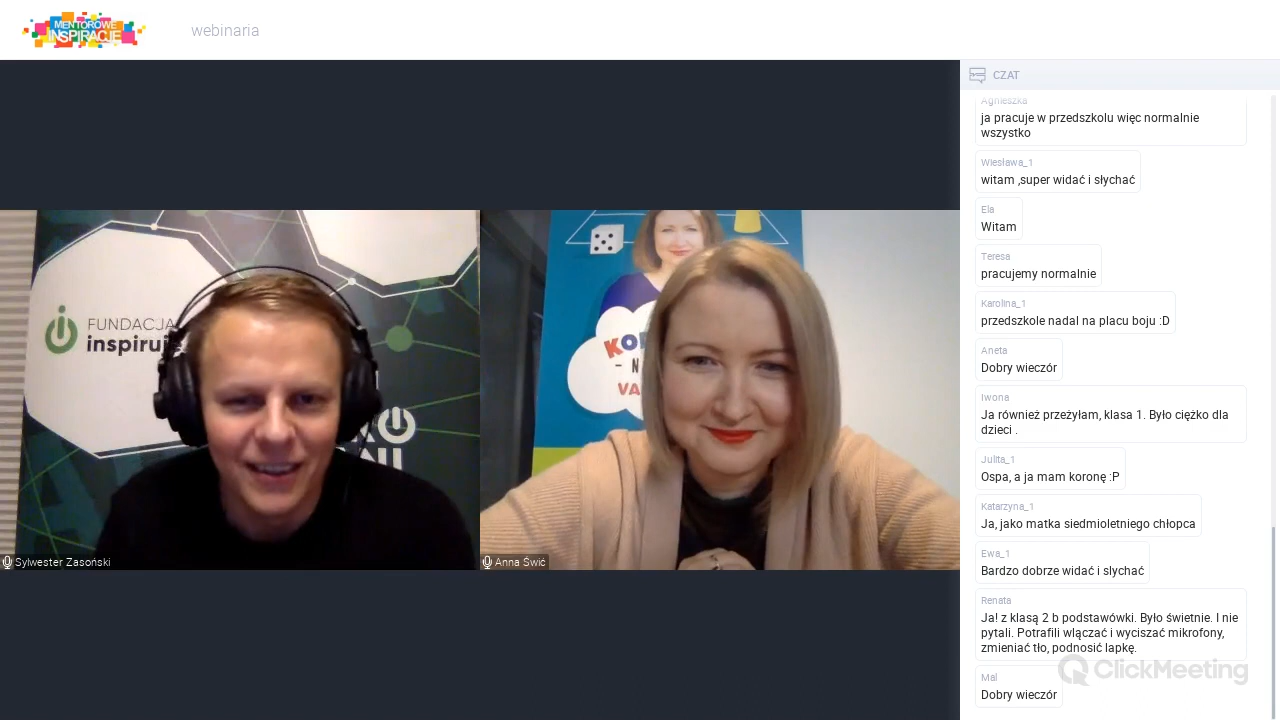 MENTOROWE
INSPIRACJE
webinaria
FUNDACJA
inspiruj
Sylwester Zasoński
Anna Świć
CZAT
Agnieszka
ja pracuje w przedszkolu więc normalnie
wszystko
Wiesława_1
witam ,super widać i słychać
Ela
Witam
Teresa
pracujemy normalnie
Karolina_1
przedszkole nadal na placu boju :D
Aneta
Dobry wieczór
Iwona
Ja również przeżyłam, klasa 1. Było ciężko dla
dzieci .
Julita_1
Ospa, a ja mam koronę :P
Katarzyna_1
Ja, jako matka siedmioletniego chłopca
Ewa_1
Bardzo dobrze widać i slychać
Renata
Ja! z klasą 2 b podstawówki. Było świetnie. I nie
pytali. Potrafili wlączać i wyciszać mikrofony,
zmieniać tło, podnosić lapkę.
ClickMeeting
Mal
Dobry wieczór